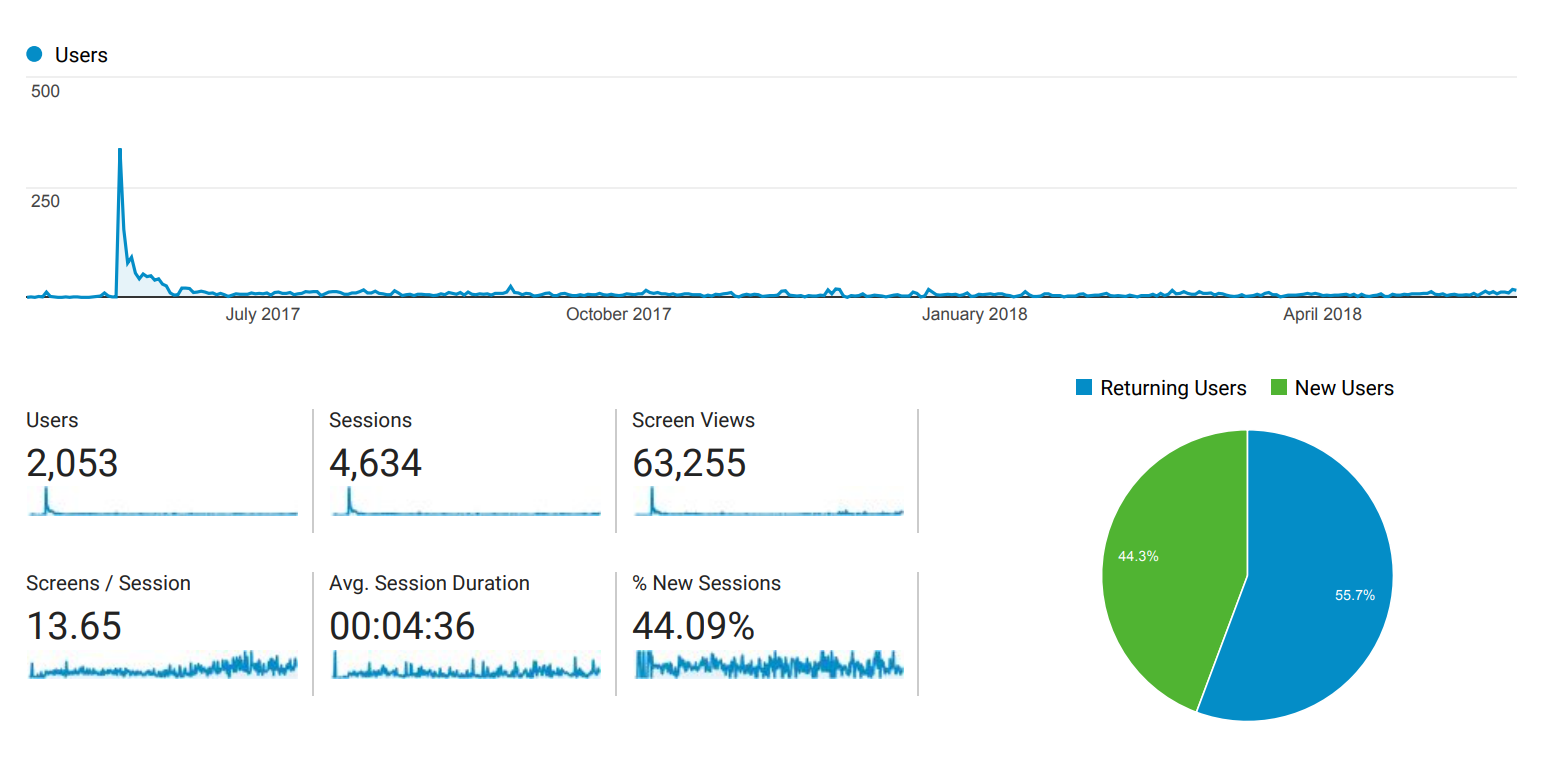 Users
500
250
July 2017 October 2017 January 2018 April 2018
Returning Users New Users
Users Sessions Screen Views
2,053 4,634 63,255
44.3%
55.7%
Screens / Session Avg. Session Duration % New Sessions
13.65 00:04:36 44.09%